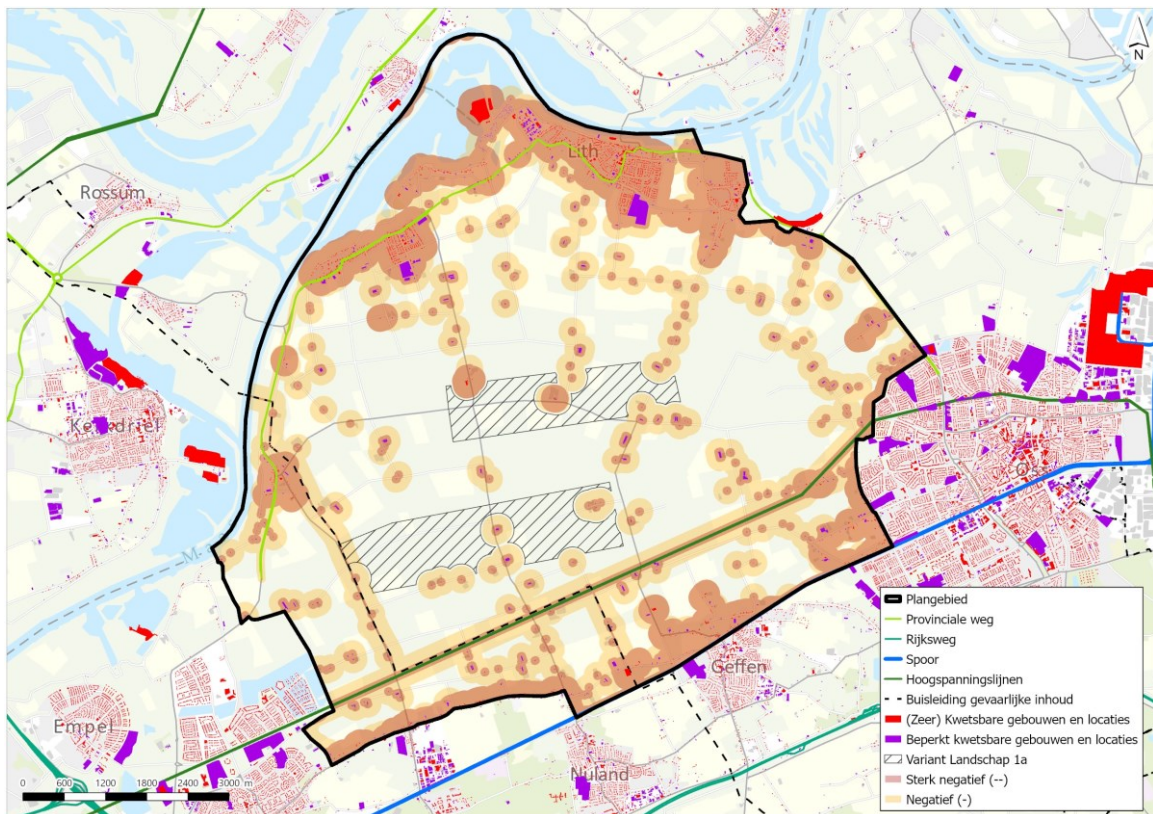 N
Lith
Rossum
Kerkdriel
Oss
M
Geffen
Empel
Nuland
0 600 1200 1800 2400 3000 m
Plangebied
Provinciale weg
Rijksweg
Spoor
Hoogspanningslijnen
Buisleiding gevaarlijke inhoud
(Zeer) Kwetsbare gebouwen en locaties
Beperkt kwetsbare gebouwen en locaties
Variant Landschap 1a
Sterk negatief (--)
Negatief (-)